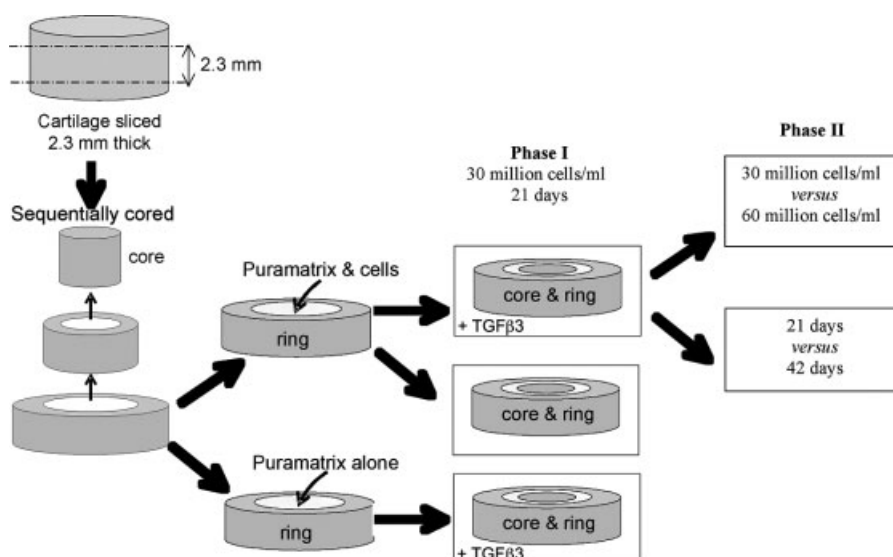 2.3 mm
Cartilage sliced
2.3 mm thick
Sequentially cored
core
Puramatrix & cells
ring
Puramatrix alone
ring
Phase I
30 million cells/ml
21 days
core & ring
+ TGFβ3
core & ring
core & ring
+ TGFβ3
Phase II
30 million cells/ml
versus
60 million cells/ml
21 days
versus
42 days